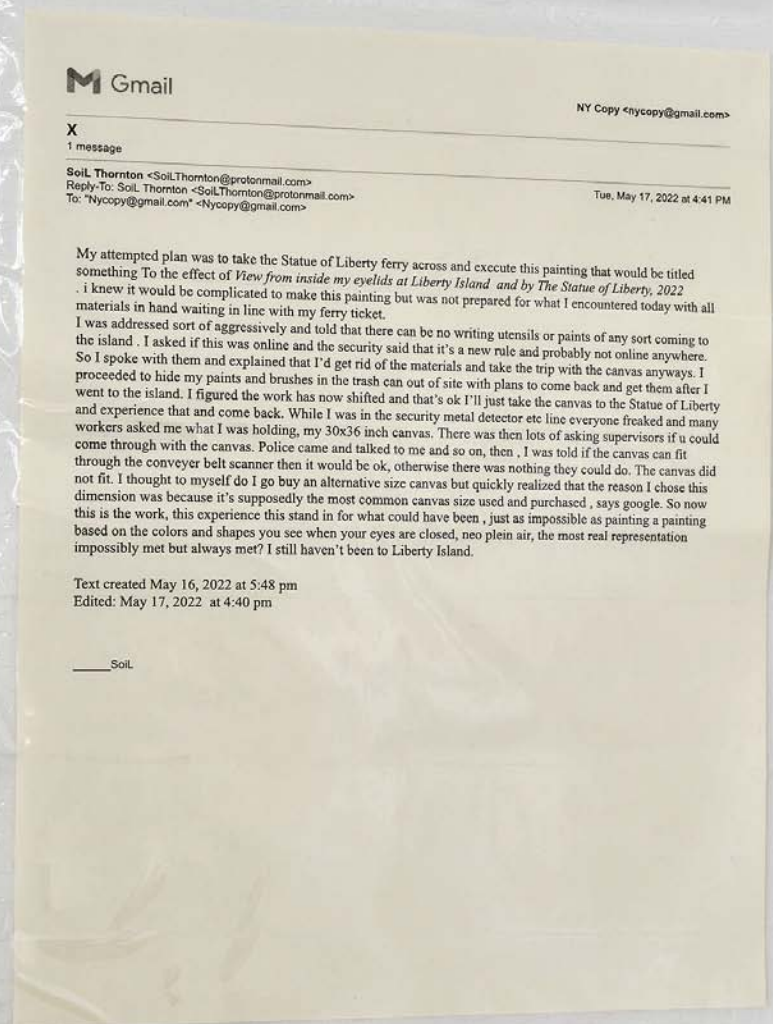 M Gmail
NY Copy <nycopy@gmail.com>
X
1 message
SoiL Thornton <SoiLThornton@protonmail.com>
Tue, May 17, 2022 at 4:41 PM
Reply-To: SoiL Thornton <SoiLThornton@protonmail.com>
To: "Nycopy@gmail.com" <Nycopy@gmail.com>
My attempted plan was to take the Statue of Liberty ferry across and execute this painting that would be titled
something To the effect of View from inside my eyelids at Liberty Island and by The Statue of Liberty, 2022
. i knew it would be complicated to make this painting but was not prepared for what I encountered today with all
materials in hand waiting in line with my ferry ticket.
I was addressed sort of aggressively and told that there can be no writing utensils or paints of any sort coming to
the island . I asked if this was online and the security said that it's a new rule and probably not online anywhere.
So I spoke with them and explained that I'd get rid of the materials and take the trip with the canvas anyways. I
proceeded to hide my paints and brushes in the trash can out of site with plans to come back and get them after I
went to the island. I figured the work has now shifted and that's ok I'll just take the canvas to the Statue of Liberty
and experience that and come back. While I was in the security metal detector etc line everyone freaked and many
workers asked me what I was holding, my 30x36 inch canvas. There was then lots of asking supervisors if u could
come through with the canvas. Police came and talked to me and so on, then , I was told if the canvas can fit
through the conveyer belt scanner then it would be ok, otherwise there was nothing they could do. The canvas did
not fit. I thought to myself do I go buy an alternative size canvas but quickly realized that the reason I chose this
dimension was because it's supposedly the most common canvas size used and purchased , says google. So now
this is the work, this experience this stand in for what could have been , just as impossible as painting a painting
based on the colors and shapes you see when your eyes are closed, neo plein air, the most real representation
impossibly met but always met? I still haven't been to Liberty Island.
Text created May 16, 2022 at 5:48 pm
Edited: May 17, 2022 at 4:40 pm
_____SoiL